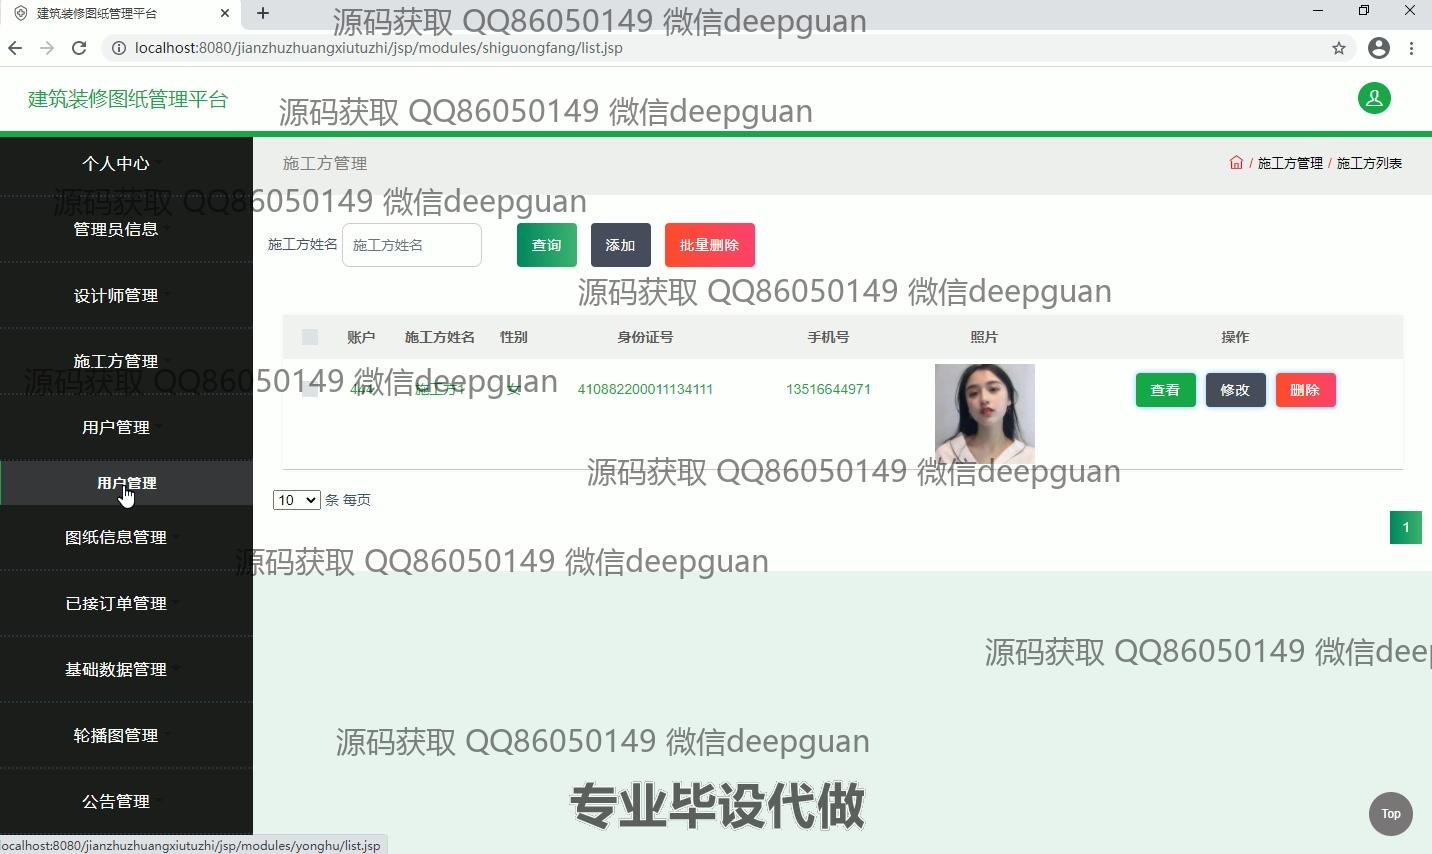 建筑装修图纸管理平台
源码获取 QQ86050149 微信deepguan
localhost:8080/jianzhuzhuangxiutuzhi/jsp/modules/shiguongfang/list.jsp
建筑装修图纸管理平台
源码获取 QQ86050149 微信deepguan
个人中心
施工方管理
/ 施工方管理 / 施工方列表
源码获取 QQ86050149 微信deepguan
管理员信息
施工方姓名
施工方姓名
查询
添加
批量删除
设计师管理
源码获取 QQ86050149 微信deepguan
账户
施工方姓名
性别
身份证号
手机号
照片
操作
施工方管理
源码获取 QQ86050149 微信deepguan
444
施工方1
女
410882200011134111
13516644971
查看
修改
删除
用户管理
源码获取 QQ86050149 微信deepguan
用户管理
10 条 每页
1
图纸信息管理
源码获取 QQ86050149 微信deepguan
已接订单管理
源码获取 QQ86050149 微信deep
基础数据管理
轮播图管理
源码获取 QQ86050149 微信deepguan
公告管理
专业毕设代做
Top
localhost:8080/jianzhuzhuangxiutuzhi/jsp/modules/yonghu/list.jsp